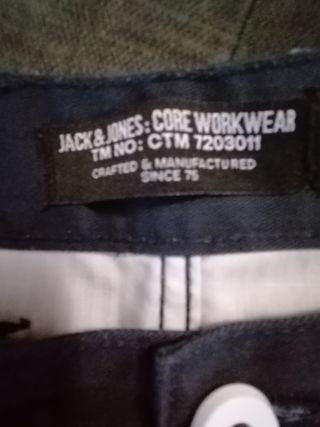 JACK & JONES: CORE WORKWEAR
TM NO: CTM 7203011
CRAFTED & MANUFACTURED
SINCE 75